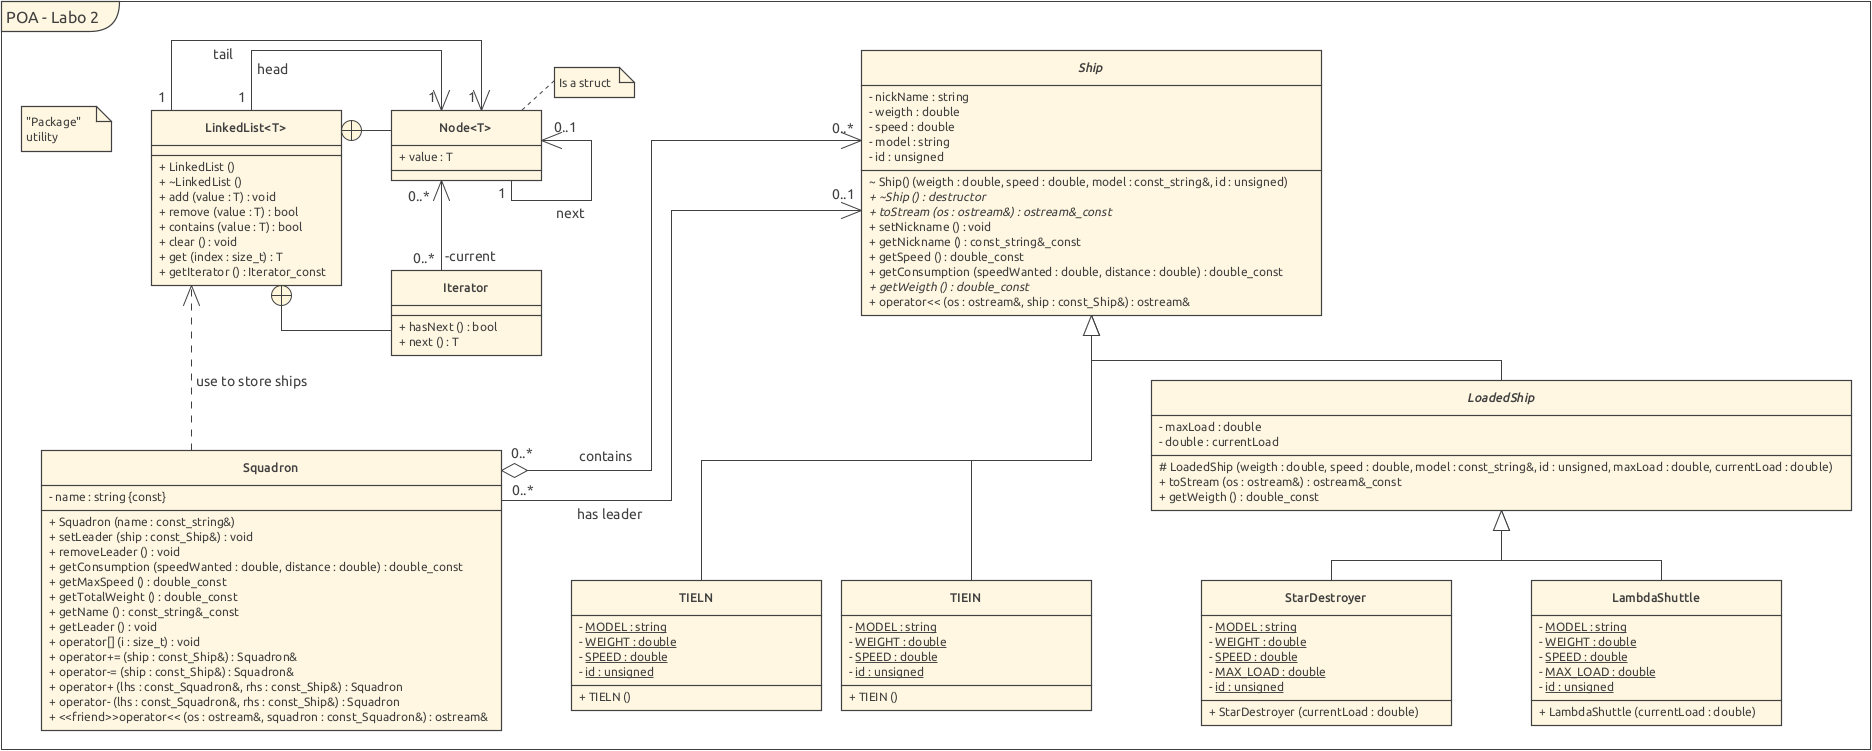 POA - Labo 2
tail
head
1
1
1
1
"Package"
utility
LinkedList<T>
+ LinkedList ()
+ ~LinkedList ()
+ add (value : T) : void
+ remove (value : T) : bool
+ contains (value : T) : bool
+ clear () : void
+ get (index : size_t) : T
+ getIterator () : Iterator_const
Is a struct
Node<T>
+ value : T
0..1
1
next
0..*
0..*
-current
Iterator
+ hasNext () : bool
+ next () : T
use to store ships
Squadron
- name : string {const}
+ Squadron (name : const_string&)
+ setLeader (ship : const_Ship&) : void
+ removeLeader () : void
+ getConsumption (speedWanted : double, distance : double) : double_const
+ getMaxSpeed () : double_const
+ getTotalWeight () : double_const
+ getName () : const_string&_const
+ getLeader () : void
+ operator[] (i : size_t) : void
+ operator+= (ship : const_Ship&) : Squadron&
+ operator-= (ship : const_Ship&) : Squadron&
+ operator+ (lhs : const_Squadron&, rhs : const_Ship&) : Squadron
+ operator- (lhs : const_Squadron&, rhs : const_Ship&) : Squadron
+ <<friend>>operator<< (os : ostream&, squadron : const_Squadron&) : ostream&
0..*
contains
0..*
0..*
has leader
0..1
Ship
- nickName : string
- weigth : double
- speed : double
- model : string
- id : unsigned
~ Ship() (weigth : double, speed : double, model : const_string&, id : unsigned)
+ ~Ship () : destructor
+ toStream (os : ostream&) : ostream&_const
+ setNickname () : void
+ getNickname () : const_string&_const
+ getSpeed () : double_const
+ getConsumption (speedWanted : double, distance : double) : double_const
+ getWeigth () : double_const
+ operator<< (os : ostream&, ship : const_Ship&) : ostream&
LoadedShip
- maxLoad : double
- double : currentLoad
# LoadedShip (weigth : double, speed : double, model : const_string&, id : unsigned, maxLoad : double, currentLoad : double)
+ toStream (os : ostream&) : ostream&_const
+ getWeigth () : double_const
TIELN
- MODEL : string
- WEIGHT : double
- SPEED : double
- id : unsigned
+ TIELN ()
TIEIN
- MODEL : string
- WEIGHT : double
- SPEED : double
- id : unsigned
+ TIEIN ()
StarDestroyer
- MODEL : string
- WEIGHT : double
- SPEED : double
- MAX_LOAD : double
- id : unsigned
+ StarDestroyer (currentLoad : double)
LambdaShuttle
- MODEL : string
- WEIGHT : double
- SPEED : double
- MAX_LOAD : double
- id : unsigned
+ LambdaShuttle (currentLoad : double)